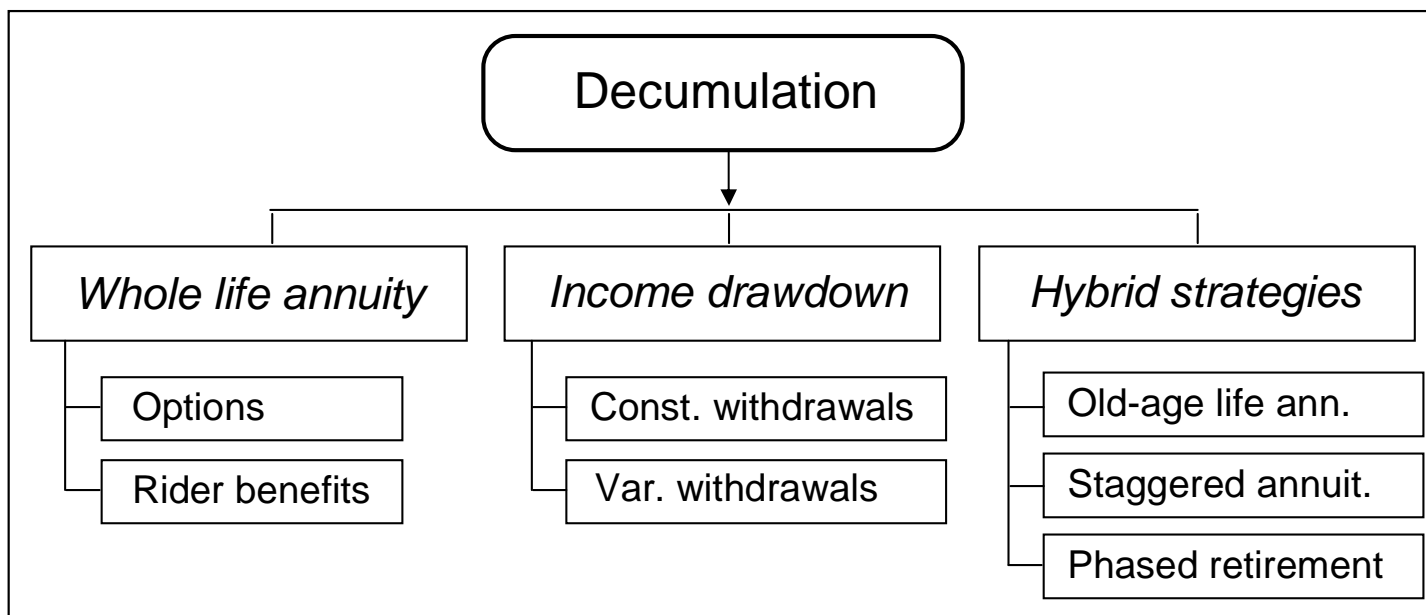 Decumulation
Whole life annuity
Options
Rider benefits
Income drawdown
Const. withdrawals
Var. withdrawals
Hybrid strategies
Old-age life ann.
Staggered annuit.
Phased retirement